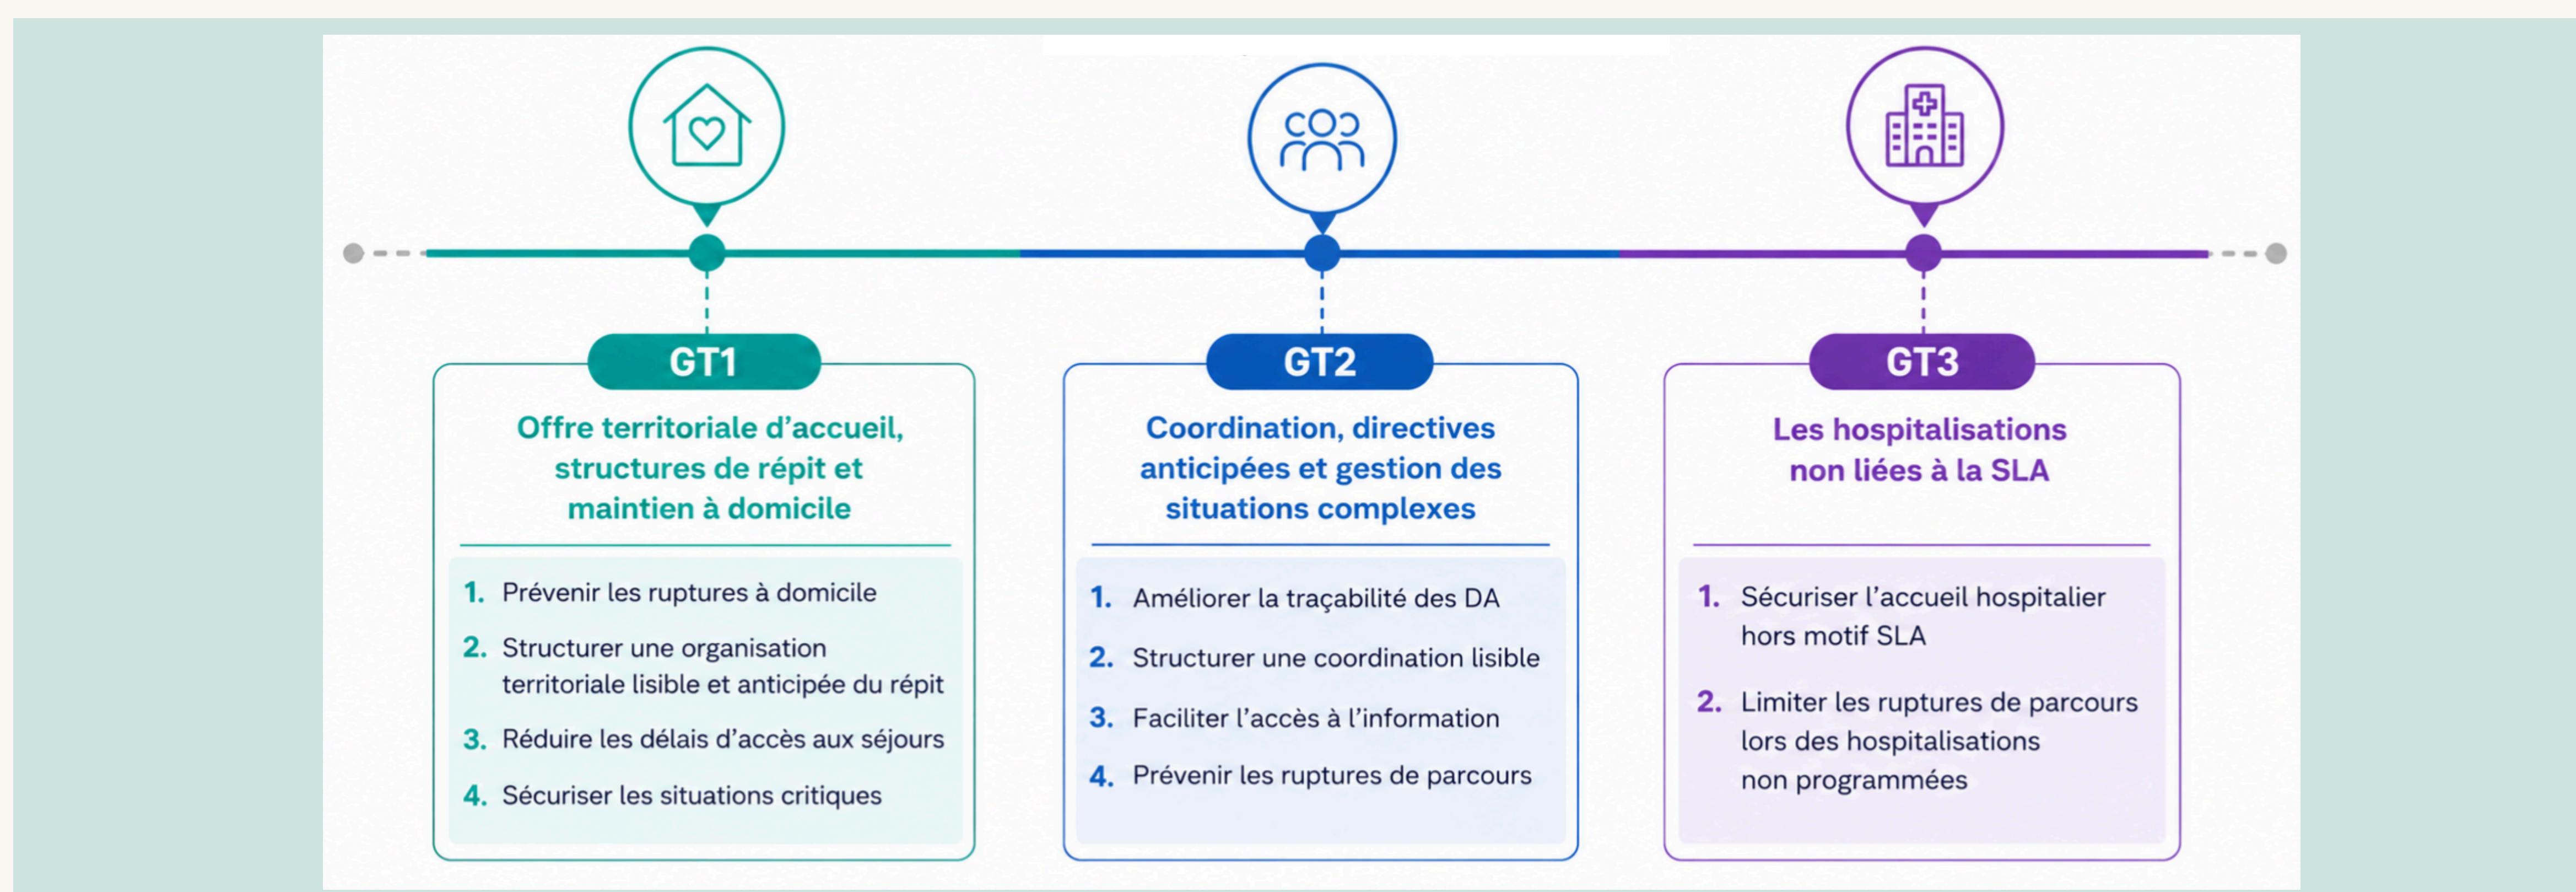 GT1
Offre territoriale d’accueil,
structures de répit et
maintien à domicile
1. Prévenir les ruptures à domicile
2. Structurer une organisation
territoriale lisible et anticipée du répit
3. Réduire les délais d’accès aux séjours
4. Sécuriser les situations critiques
GT2
Coordination, directives
anticipées et gestion des
situations complexes
1. Améliorer la traçabilité des DA
2. Structurer une coordination lisible
3. Faciliter l’accès à l’information
4. Prévenir les ruptures de parcours
GT3
Les hospitalisations
non liées à la SLA
1. Sécuriser l’accueil hospitalier
hors motif SLA
2. Limiter les ruptures de parcours
lors des hospitalisations
non programmées